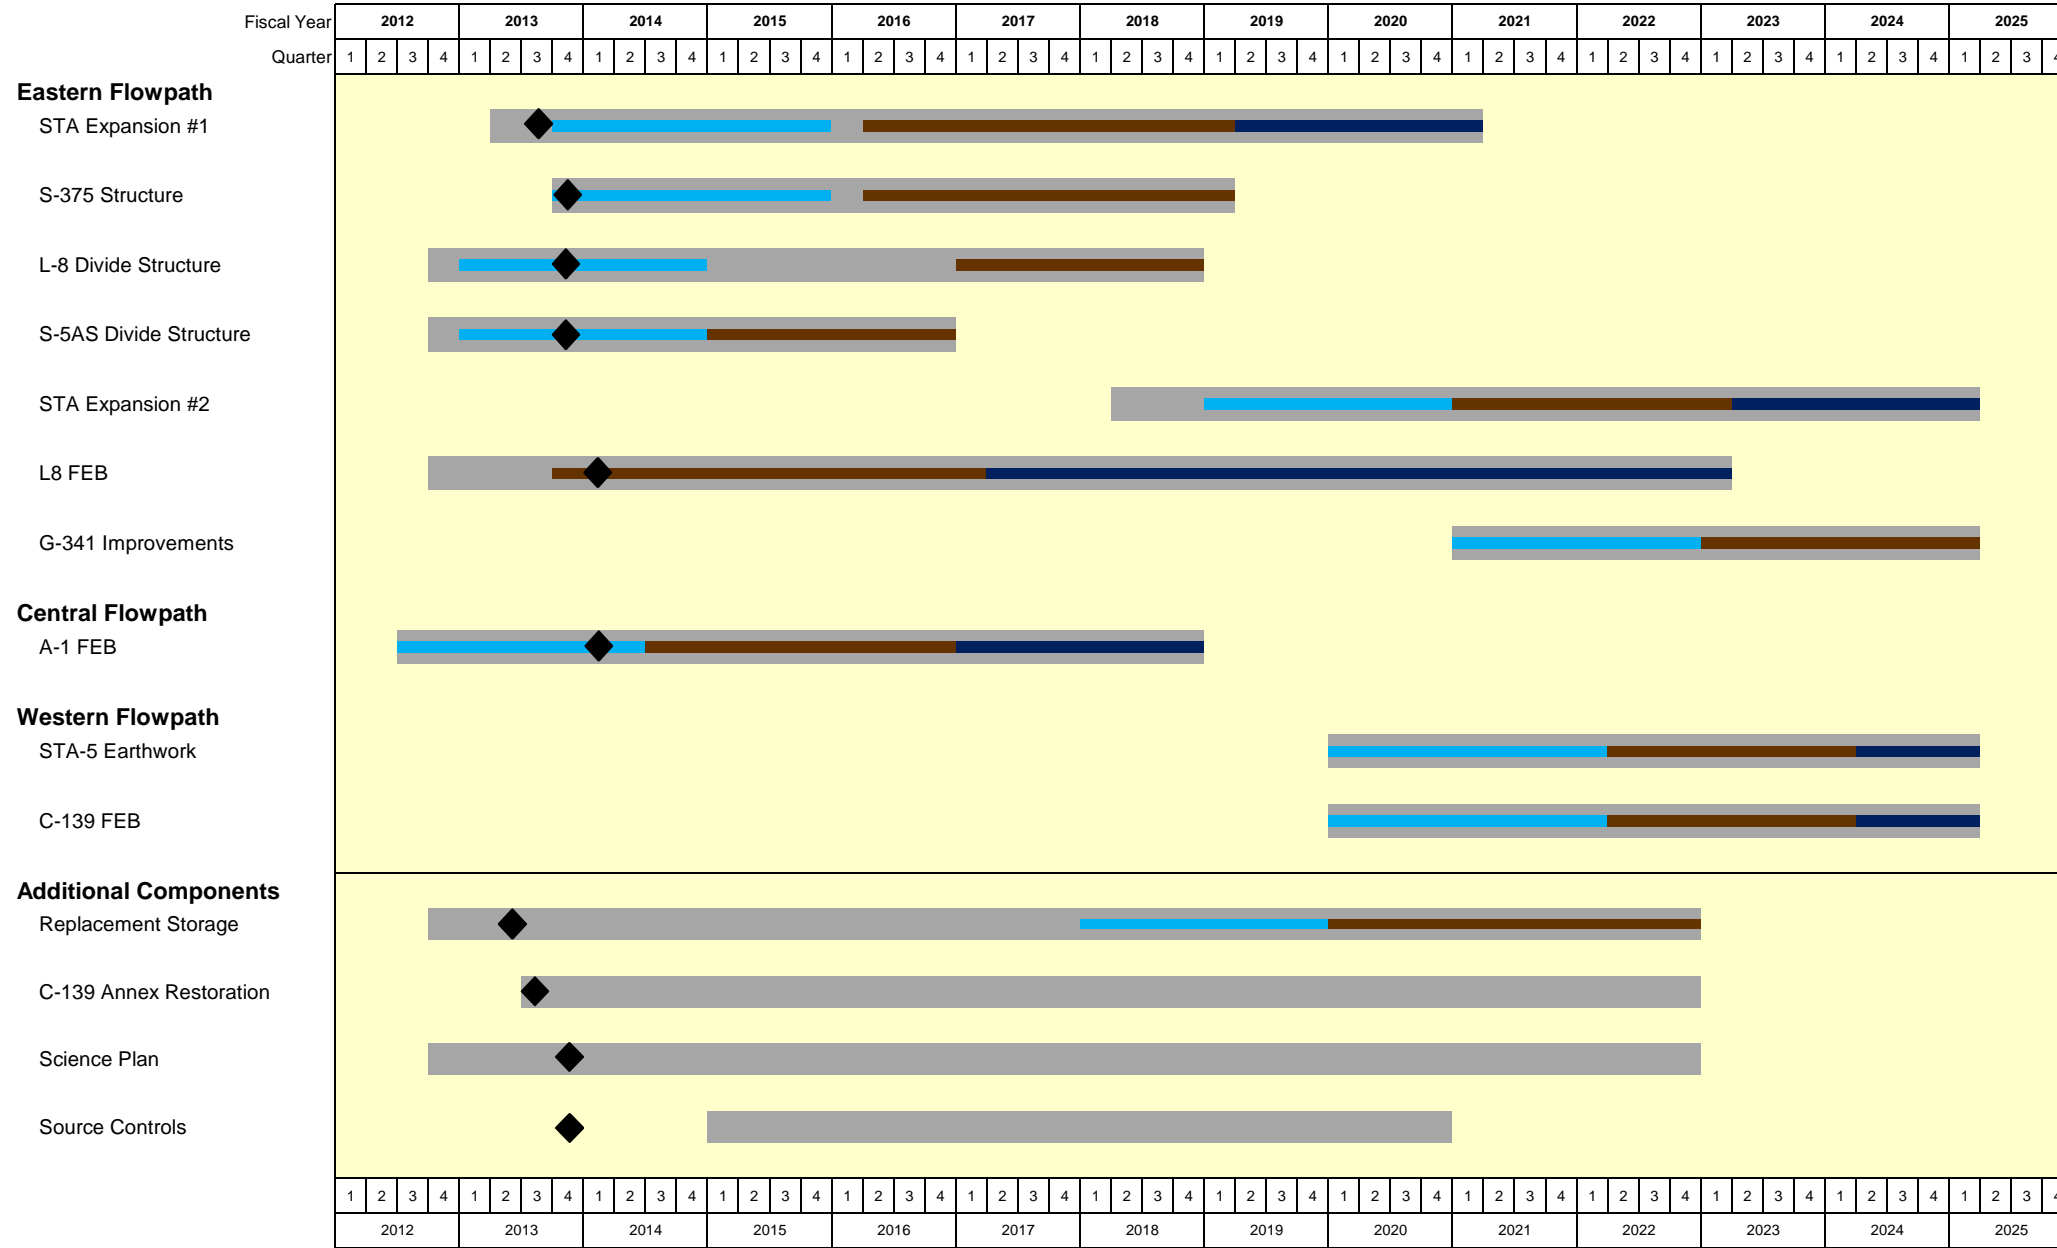 Fiscal Year 2012 2013 2014 2015 2016 2017 2018 2019 2020 2021 2022 2023 2024 2025
Quarter 1 2 3 4 1 2 3 4 1 2 3 4 1 2 3 4 1 2 3 4 1 2 3 4 1 2 3 4 1 2 3 4 1 2 3 4 1 2 3 4 1 2 3 4 1 2 3 4 1 2 3 4 1 2 3 4
Eastern Flowpath
STA Expansion #1
S-375 Structure
L-8 Divide Structure
S-5AS Divide Structure
STA Expansion #2
L8 FEB
G-341 Improvements
Central Flowpath
A-1 FEB
Western Flowpath
STA-5 Earthwork
C-139 FEB
Additional Components
Replacement Storage
C-139 Annex Restoration
Science Plan
Source Controls
1 2 3 4 1 2 3 4 1 2 3 4 1 2 3 4 1 2 3 4 1 2 3 4 1 2 3 4 1 2 3 4 1 2 3 4 1 2 3 4 1 2 3 4 1 2 3 4 1 2 3 4 1 2 3 4
2012 2013 2014 2015 2016 2017 2018 2019 2020 2021 2022 2023 2024 2025